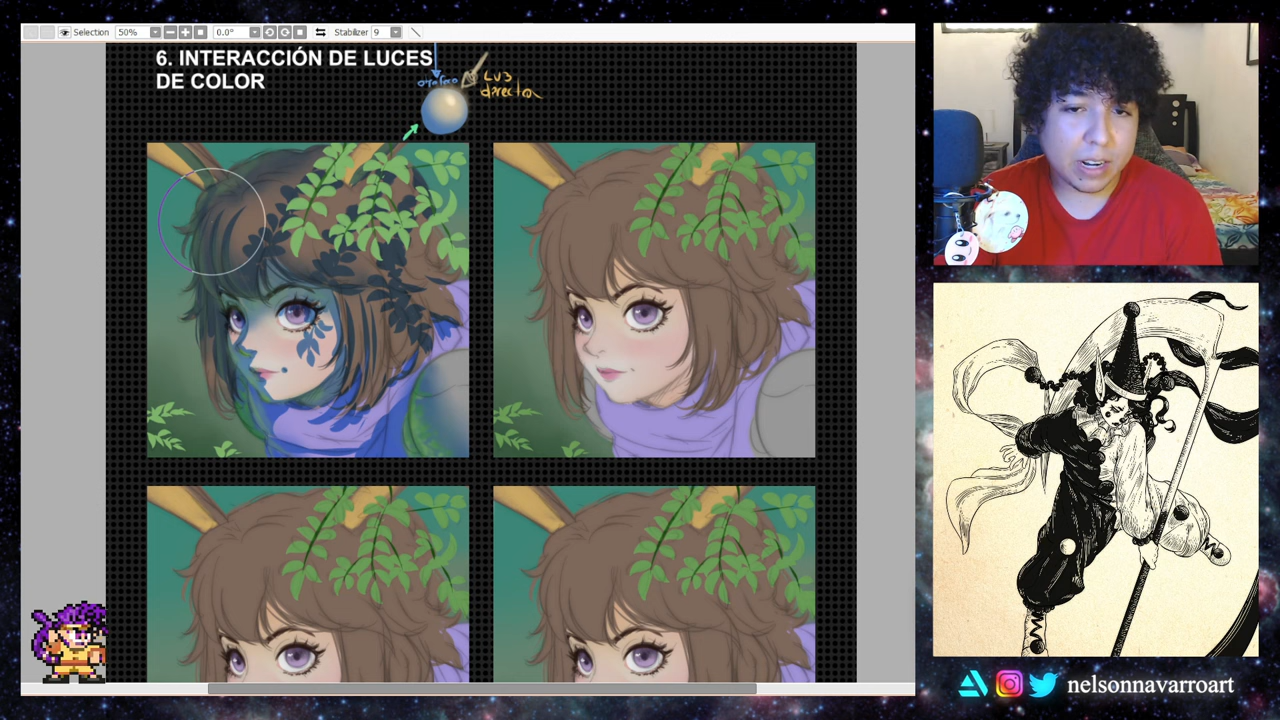 Selection 50% 0.0° Stabilizer 9
6. INTERACCIÓN DE LUCES
DE COLOR
Luz
directa
nelsonnavarroart